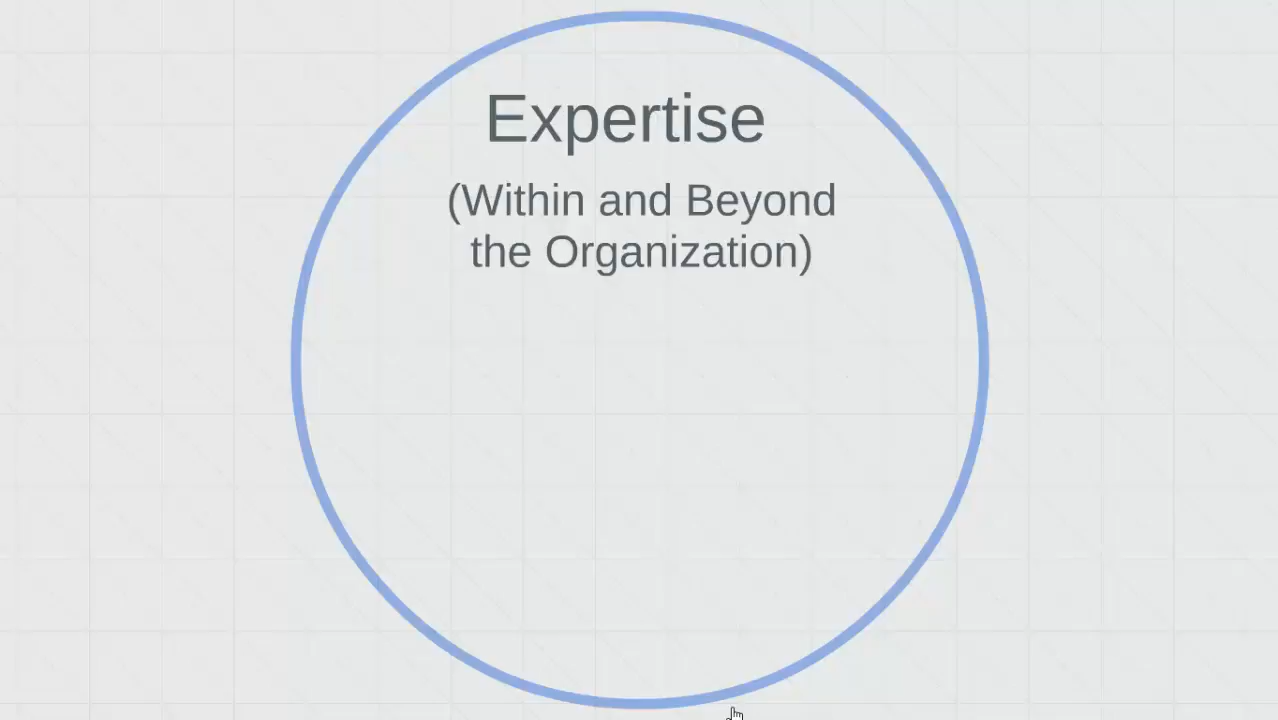 Expertise
(Within and Beyond
the Organization)